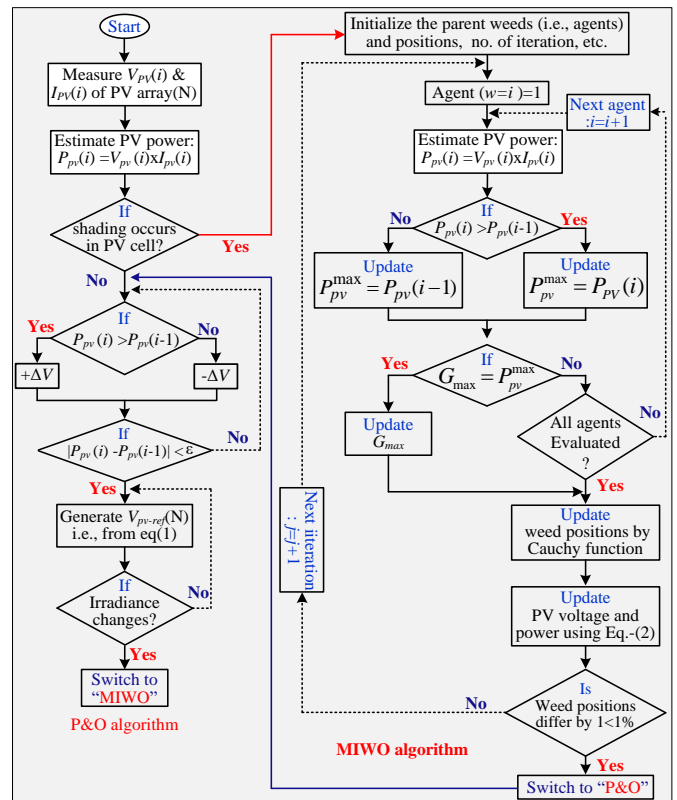 Start
Measure V_PV(i) &
I_PV(i) of PV array(N)
Estimate PV power:
P_pv(i) =V_pv (i)xI_pv(i)
If
shading occurs
in PV cell?
Yes
No
If
P_pv(i) >P_pv(i-1)
Yes
No
+ΔV
-ΔV
If
|P_pv(i) -P_pv(i-1)| <ε
No
Yes
Generate V_pv-ref(N)
i.e., from eq(1)
If
Irradiance
changes?
No
Yes
Switch to
“MIWO”
P&O algorithm
Initialize the parent weeds (i.e., agents)
and positions, no. of iteration, etc.
Agent (w=i )=1
Next agent
:i=i+1
Estimate PV power:
P_pv(i) =V_pv (i)xI_pv(i)
If
P_pv(i) >P_pv(i-1)
No
Yes
Update
P_pv^max = P_pv(i−1)
Update
P_pv^max = P_PV(i)
If
G_max = P_pv^max
Yes
No
Update
G_max
All agents
Evaluated
?
No
Yes
Next iiteration
: j=j+1
Update
weed positions by
Cauchy function
Update
PV voltage and
power using Eq.-(2)
Is
Weed positions
differ by 1<1%
No
Yes
MIWO algorithm
Switch to “P&O”